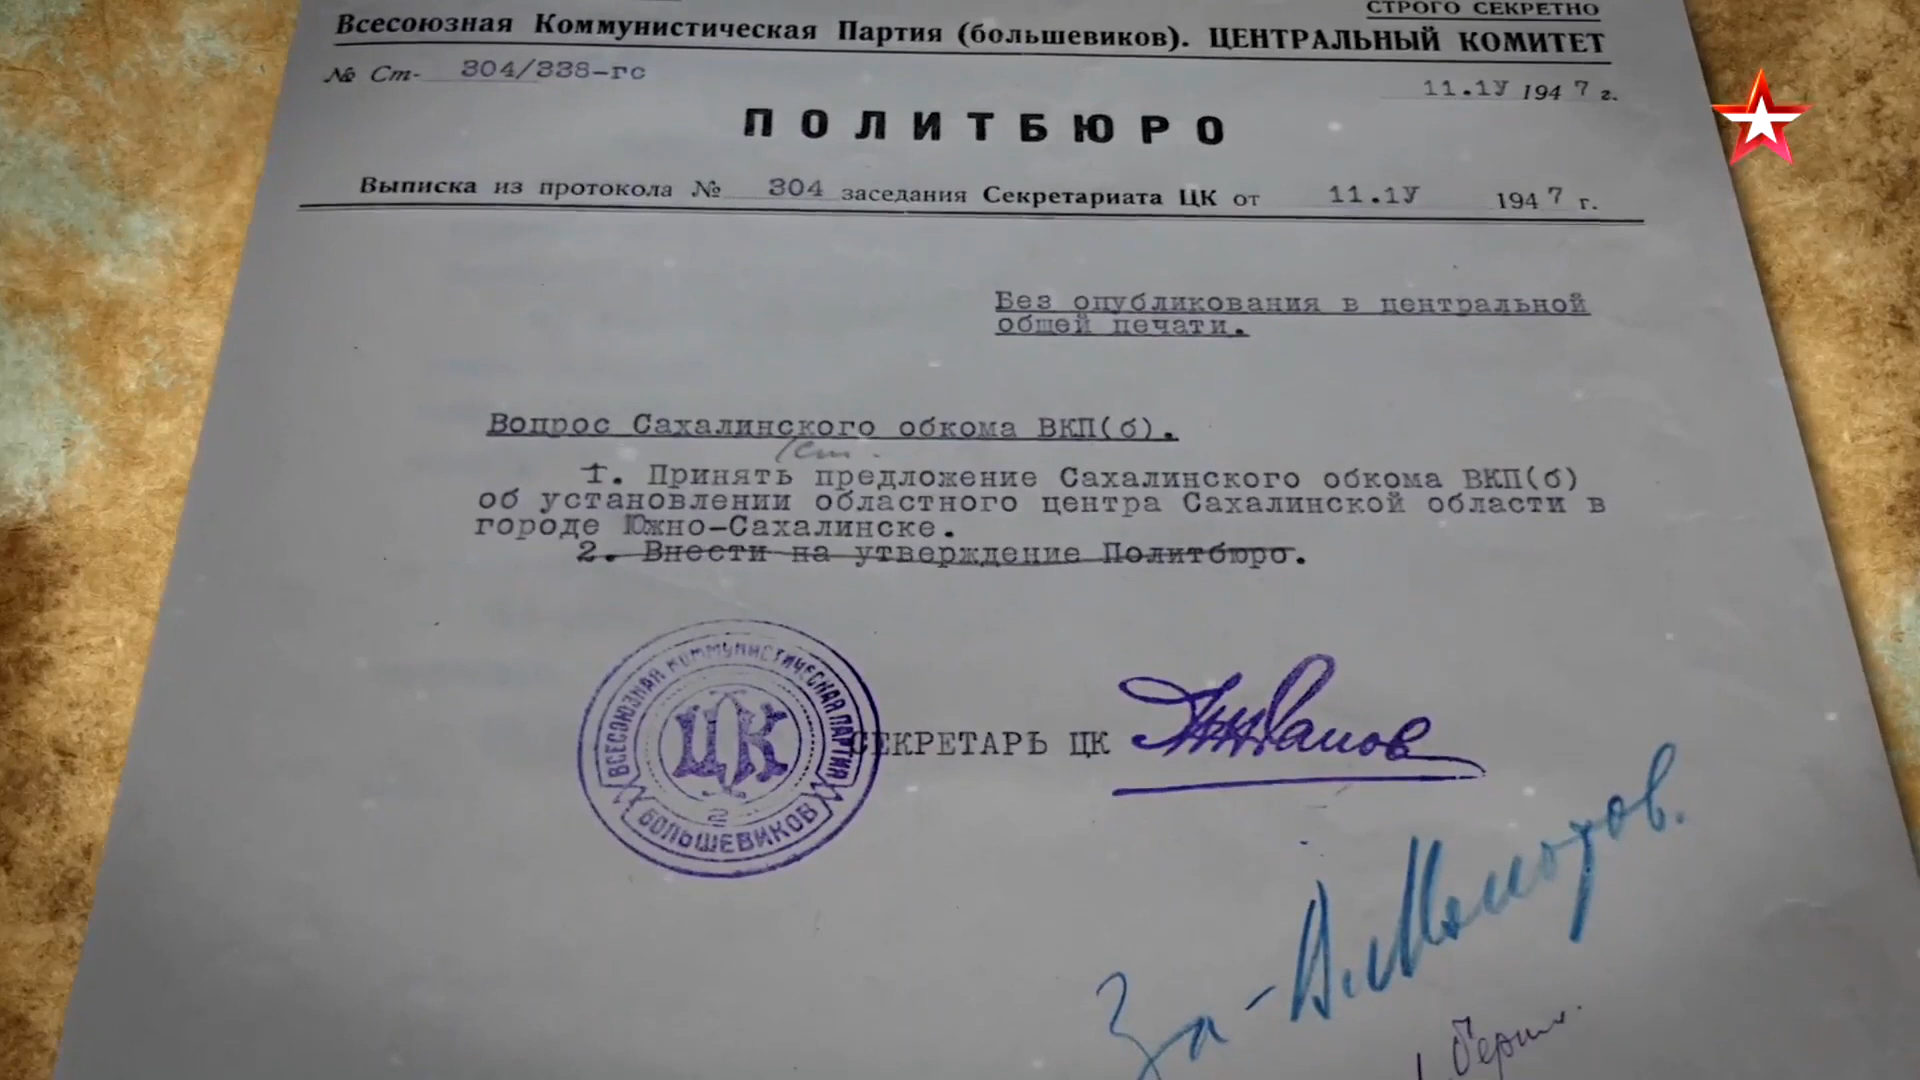 СТРОГО СЕКРЕТНО
Всесоюзная Коммунистическая Партия (большевиков). ЦЕНТРАЛЬНЫЙ КОМИТЕТ
№ Ст- 304/338-гс
11.1У 1947 г.
ПОЛИТБЮРО
Выписка из протокола № 304 заседания Секретариата ЦК от 11.1У 1947 г.
Без опубликования в центральной
общей печати.
Вопрос Сахалинского обкома ВКП(б).
1. Принять предложение Сахалинского обкома ВКП(б)
об установлении областного центра Сахалинской области в
городе Южно-Сахалинске.
2. Внести на утверждение Политбюро.
ВСЕСОЮЗНАЯ КОММУНИСТИЧЕСКАЯ ПАРТИЯ
ЦК
2
БОЛЬШЕВИКОВ
СЕКРЕТАРЬ ЦК
За - В. Молотов.